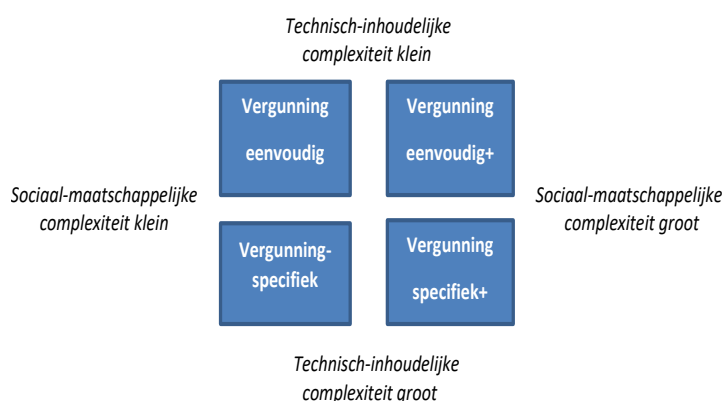 Technisch-inhoudelijke
complexiteit klein
Vergunning
eenvoudig
Vergunning
eenvoudig+
Sociaal-maatschappelijke
complexiteit klein
Sociaal-maatschappelijke
complexiteit groot
Vergunning-
specifiek
Vergunning
specifiek+
Technisch-inhoudelijke
complexiteit groot